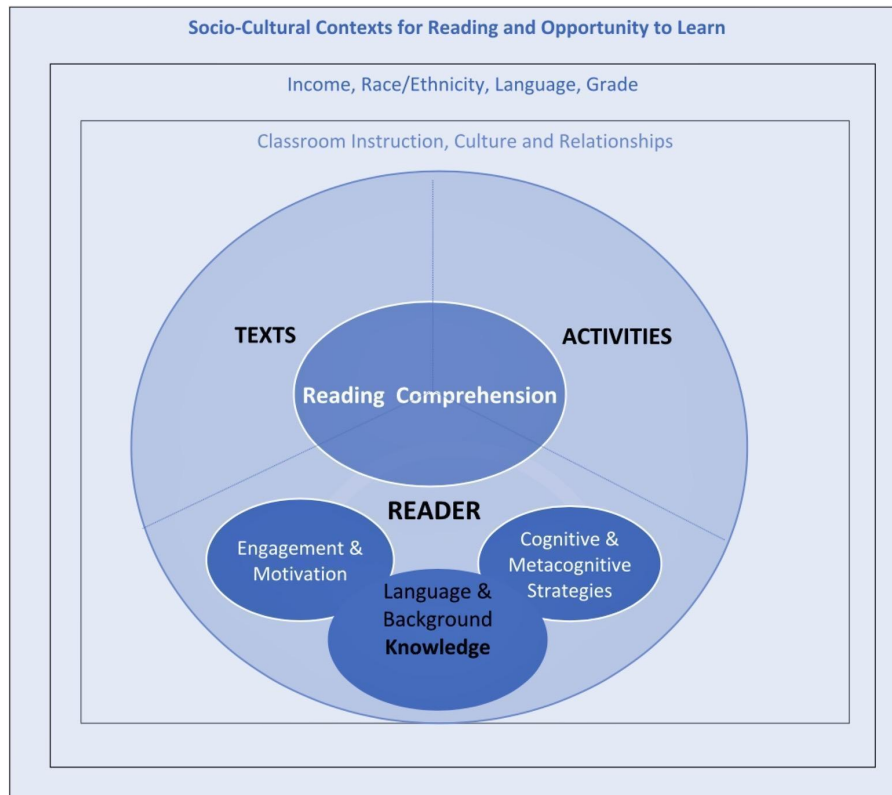 Socio-Cultural Contexts for Reading and Opportunity to Learn
Income, Race/Ethnicity, Language, Grade
Classroom Instruction, Culture and Relationships
TEXTS
ACTIVITIES
Reading Comprehension
READER
Engagement &
Motivation
Cognitive &
Metacognitive
Strategies
Language &
Background
Knowledge